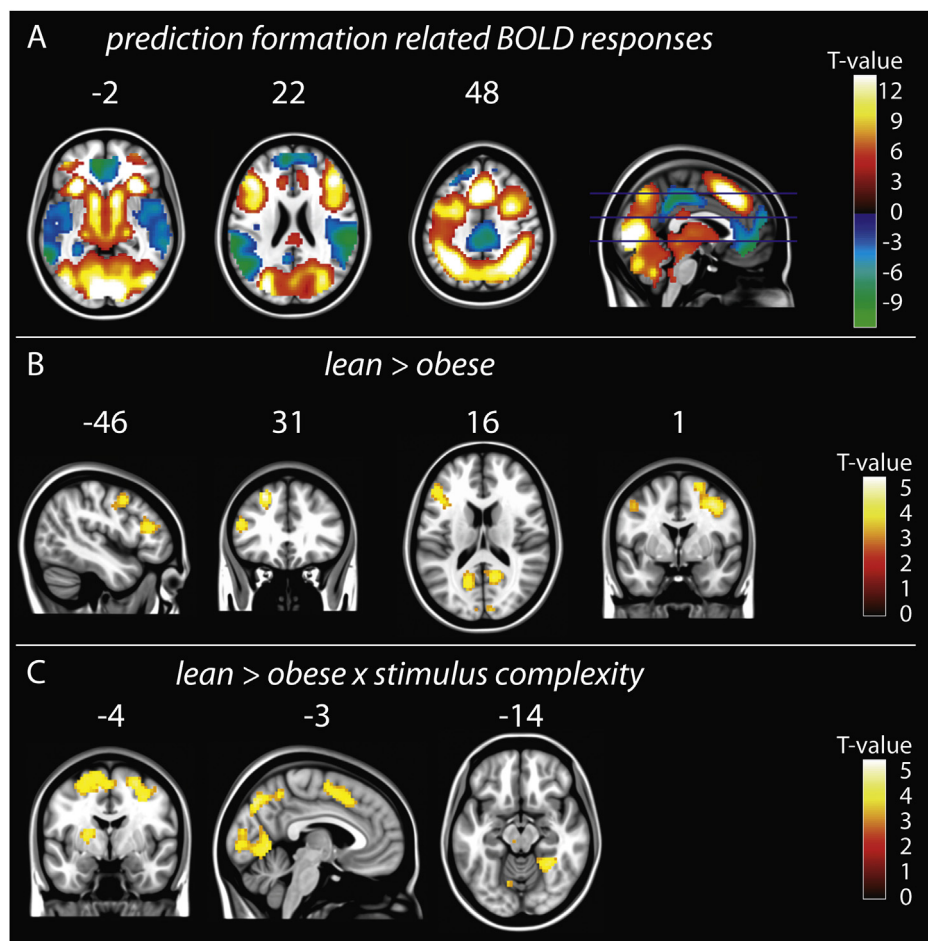 A prediction formation related BOLD responses
-2 22 48
T-value
12
9
6
3
0
-3
-6
-9
B lean > obese
-46 31 16 1
T-value
5
4
3
2
1
0
C lean > obese x stimulus complexity
-4 -3 -14
T-value
5
4
3
2
1
0